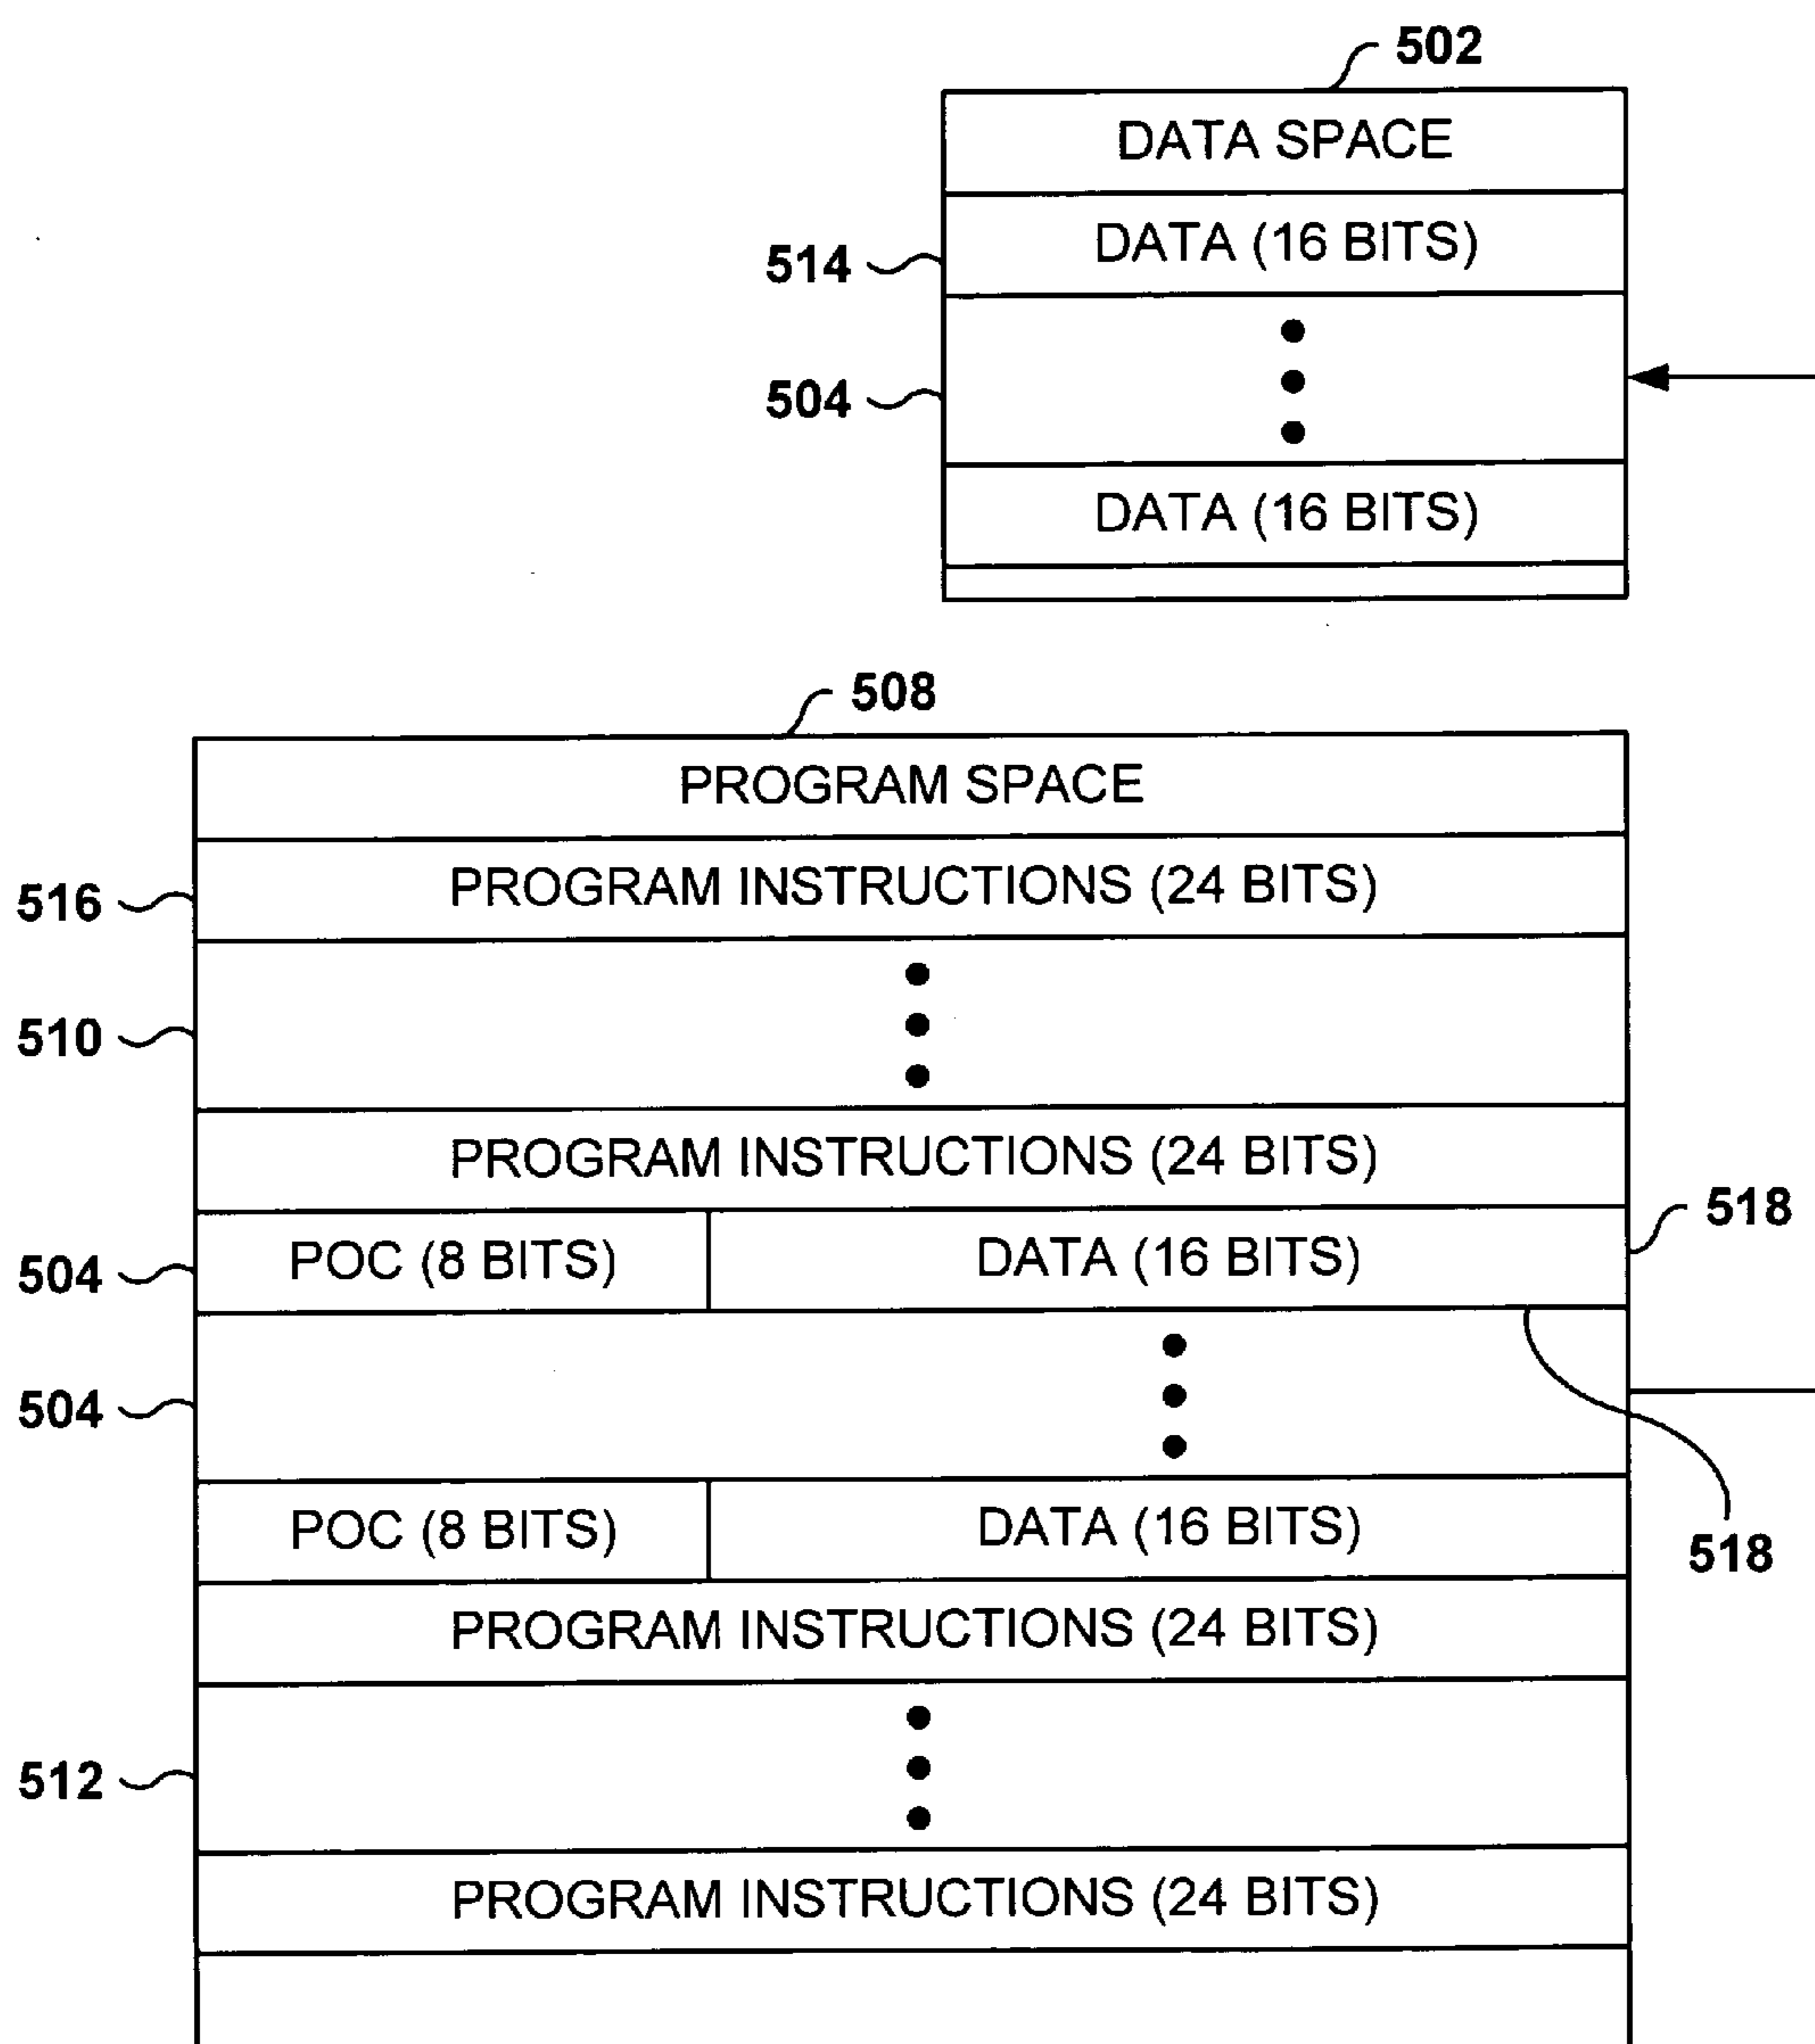 502
DATA SPACE
514
DATA (16 BITS)
504
DATA (16 BITS)
508
PROGRAM SPACE
516
PROGRAM INSTRUCTIONS (24 BITS)
510
PROGRAM INSTRUCTIONS (24 BITS)
518
504
POC (8 BITS)
DATA (16 BITS)
504
POC (8 BITS)
DATA (16 BITS)
518
PROGRAM INSTRUCTIONS (24 BITS)
512
PROGRAM INSTRUCTIONS (24 BITS)